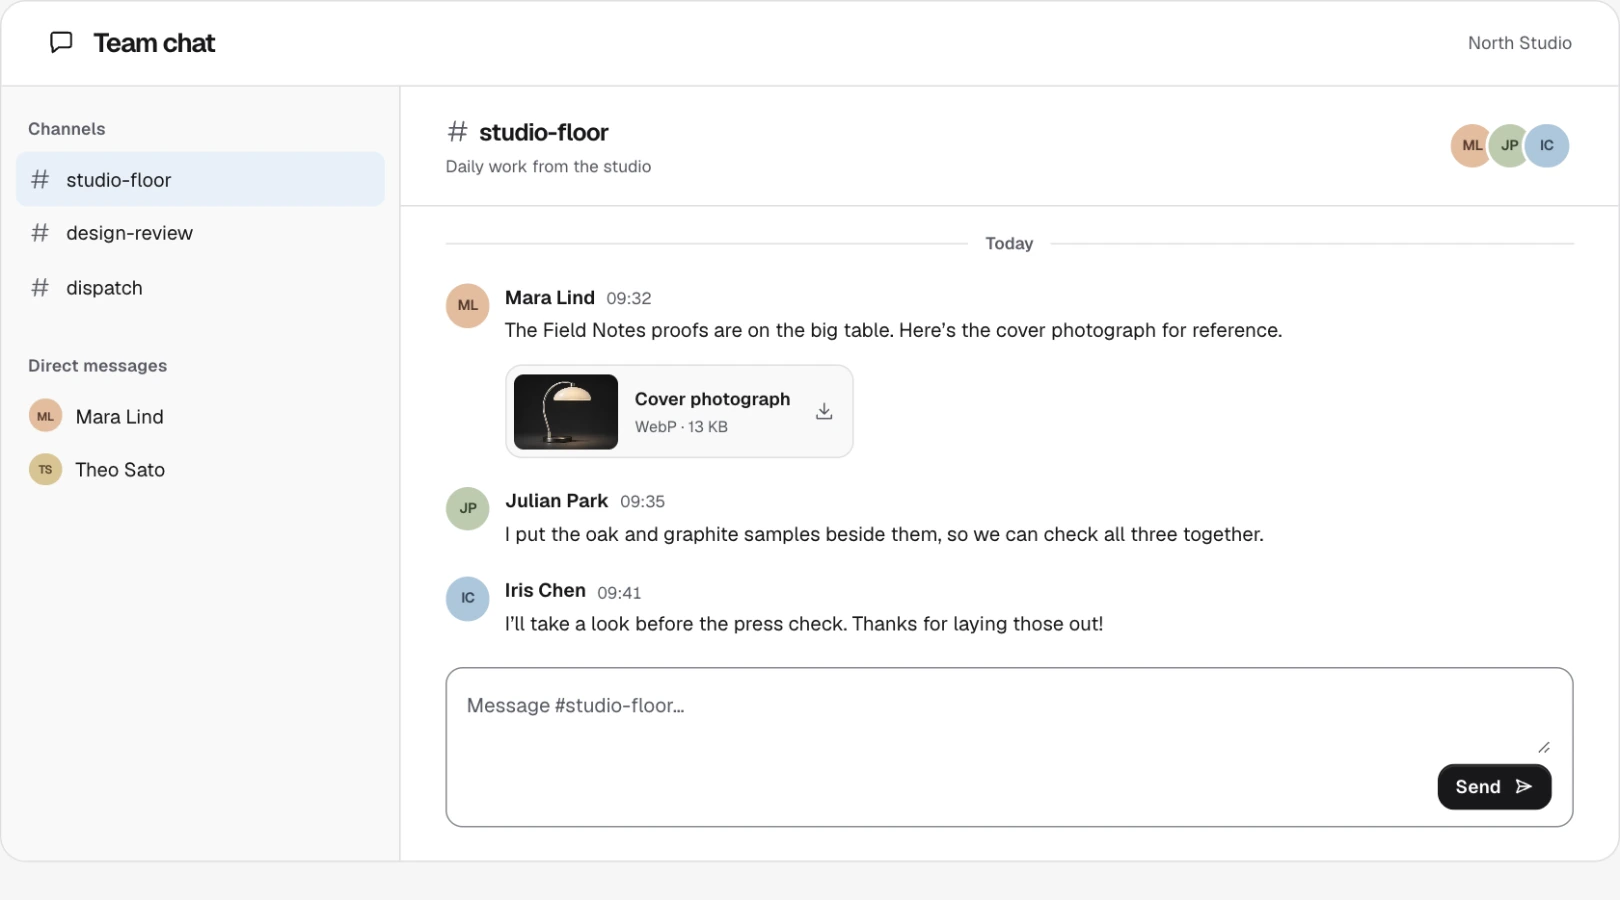 Team chat
North Studio
Channels
# studio-floor
# design-review
# dispatch
Direct messages
ML Mara Lind
TS Theo Sato
# studio-floor
Daily work from the studio
ML JP IC
Today
ML
Mara Lind 09:32
The Field Notes proofs are on the big table. Here’s the cover photograph for reference.
Cover photograph
WebP · 13 KB
JP
Julian Park 09:35
I put the oak and graphite samples beside them, so we can check all three together.
IC
Iris Chen 09:41
I’ll take a look before the press check. Thanks for laying those out!
Message #studio-floor…
Send